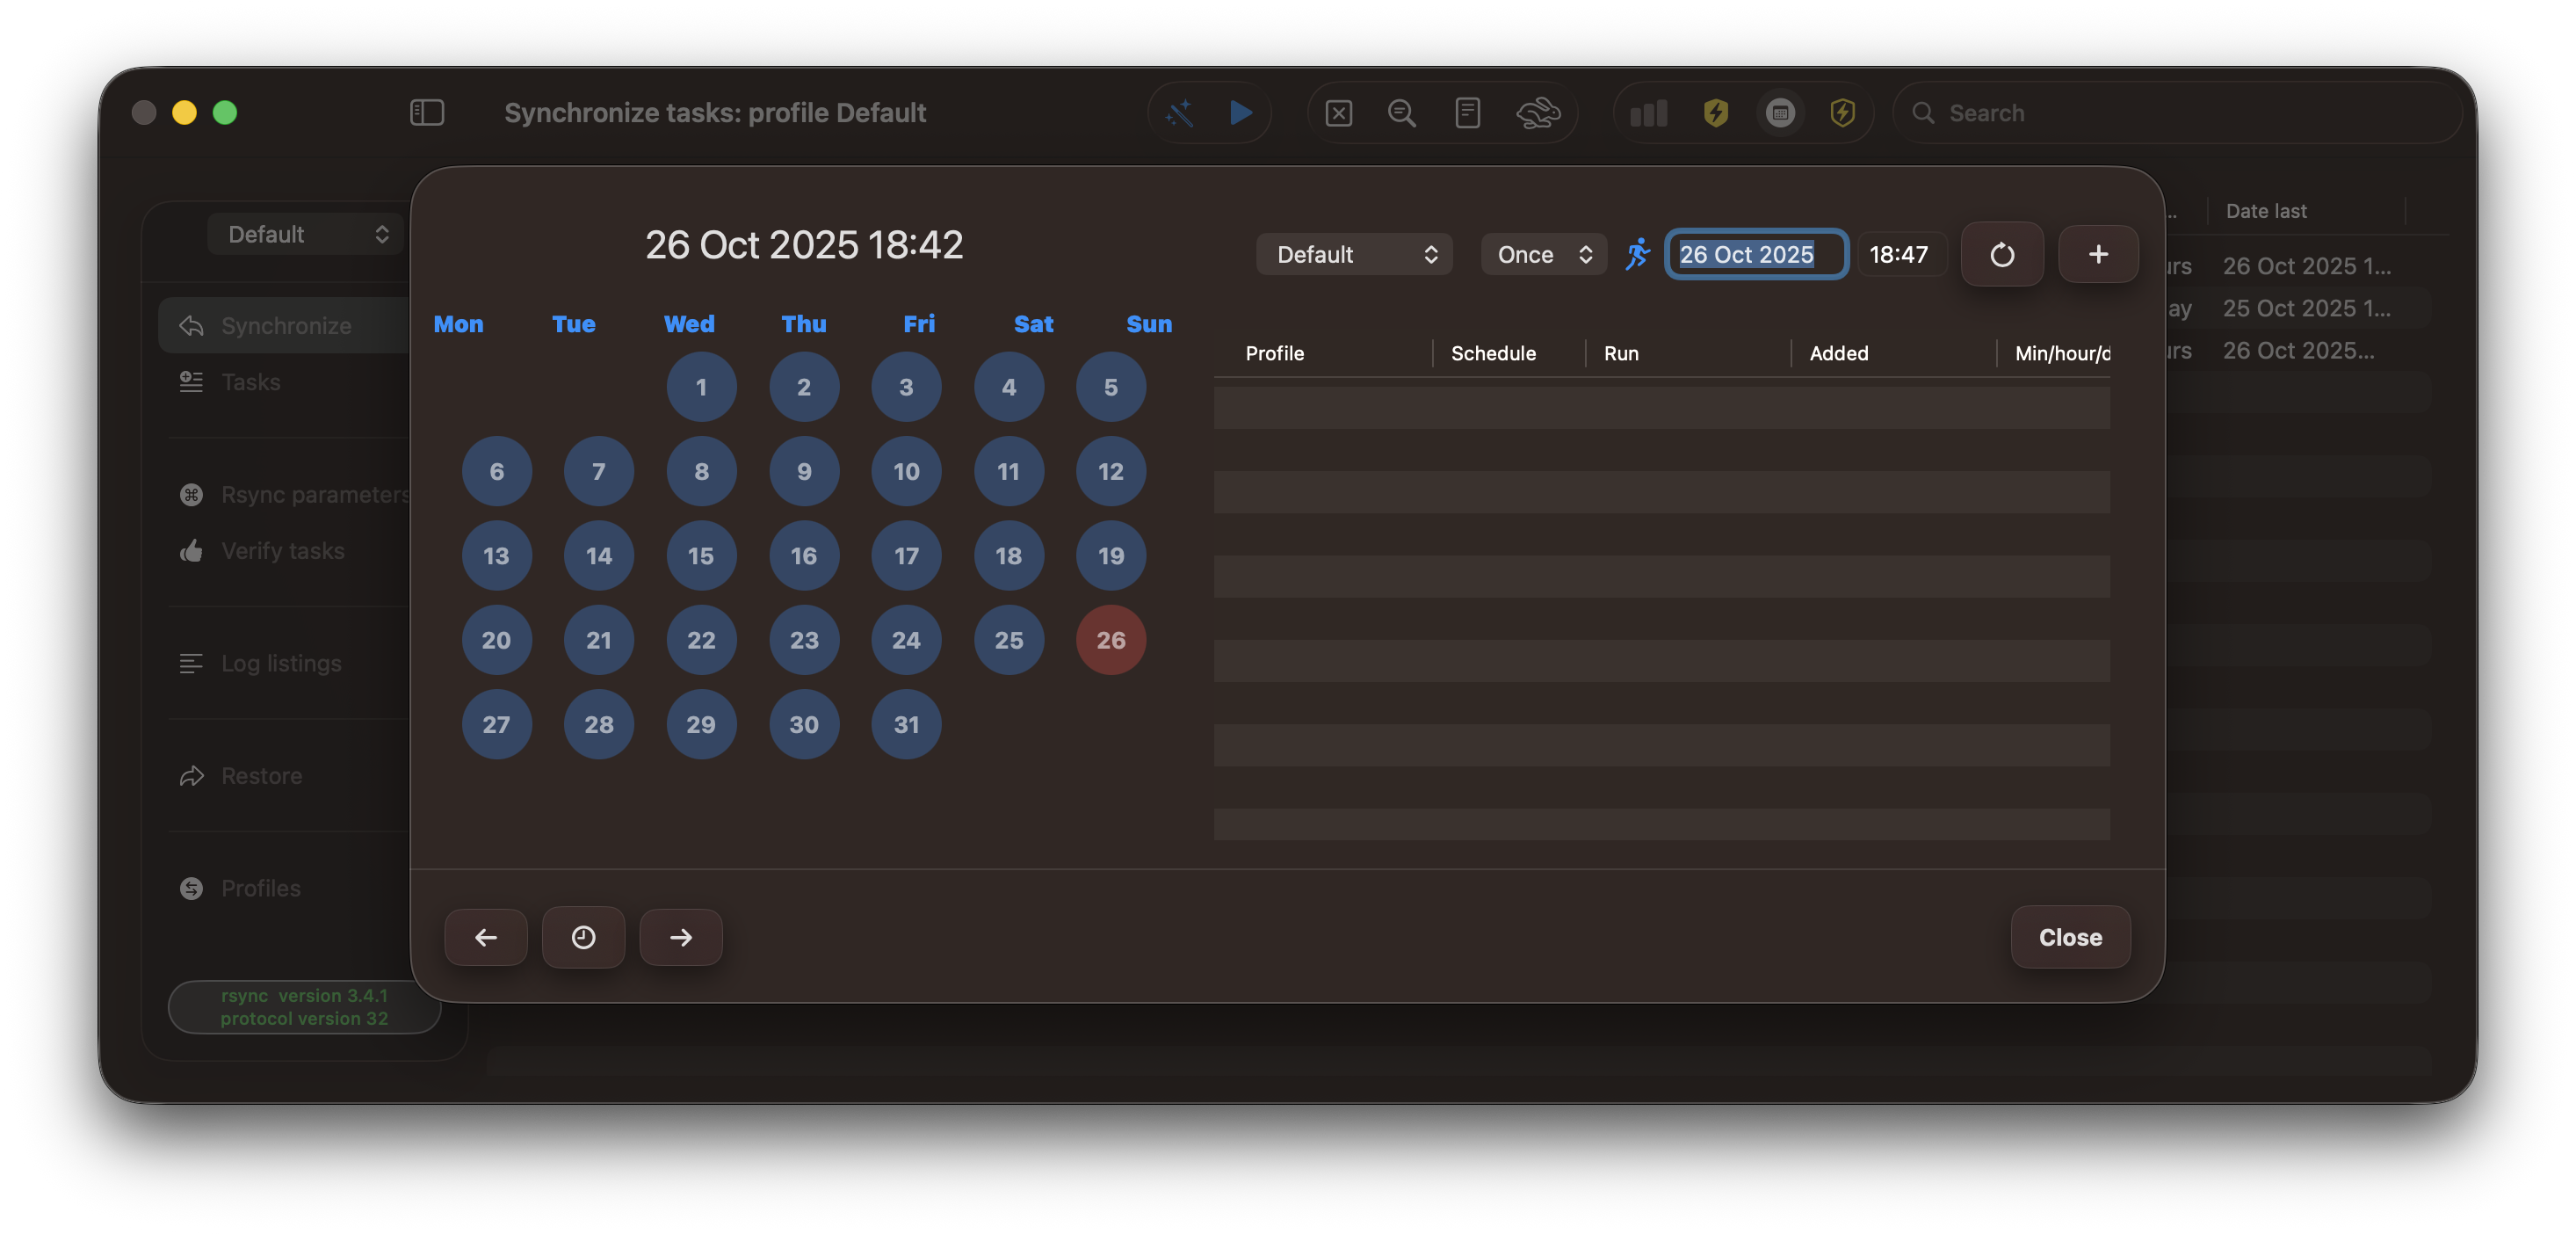 Synchronize tasks: profile Default
Search
Default
Synchronize
Tasks
Rsync parameters
Verify tasks
Log listings
Restore
Profiles
rsync version 3.4.1
protocol version 32
26 Oct 2025 18:42
Mon Tue Wed Thu Fri Sat Sun
1 2 3 4 5
6 7 8 9 10 11 12
13 14 15 16 17 18 19
20 21 22 23 24 25 26
27 28 29 30 31
Default Once 26 Oct 2025 18:47
Profile Schedule Run Added Min/hour/d
Close
.. Date last
urs 26 Oct 2025 1...
ay 25 Oct 2025 1...
urs 26 Oct 2025...